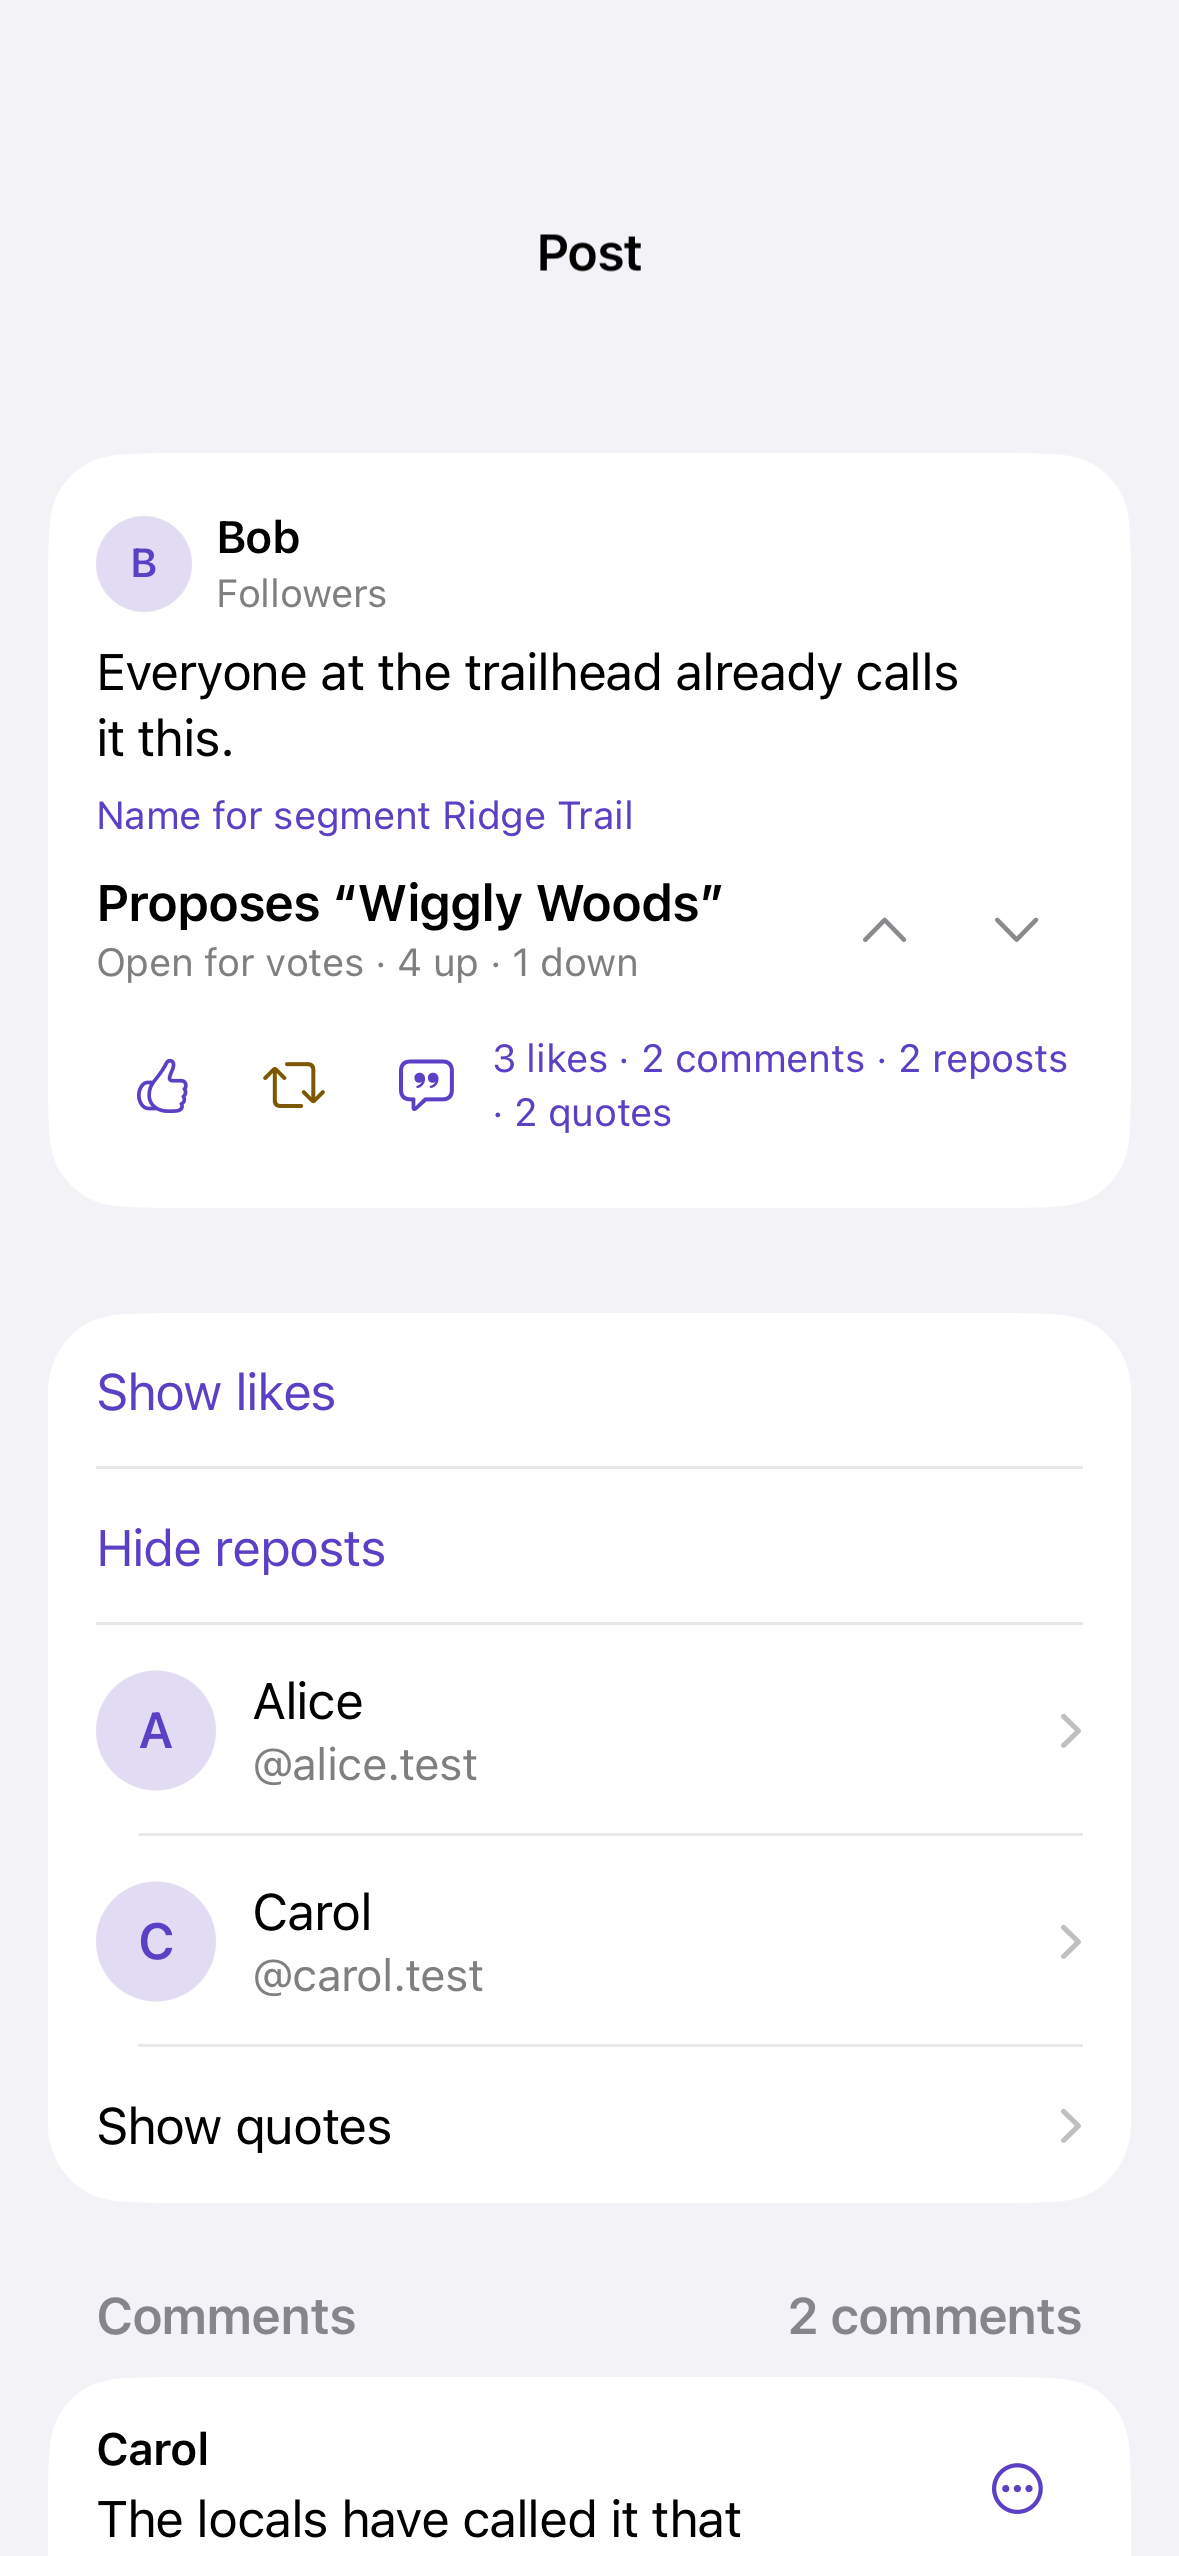 Post
B
Bob
Followers
Everyone at the trailhead already calls
it this.
Name for segment Ridge Trail
Proposes “Wiggly Woods”
Open for votes · 4 up · 1 down
3 likes · 2 comments · 2 reposts
· 2 quotes
Show likes
Hide reposts
A
Alice
@alice.test
C
Carol
@carol.test
Show quotes
Comments
2 comments
Carol
The locals have called it that